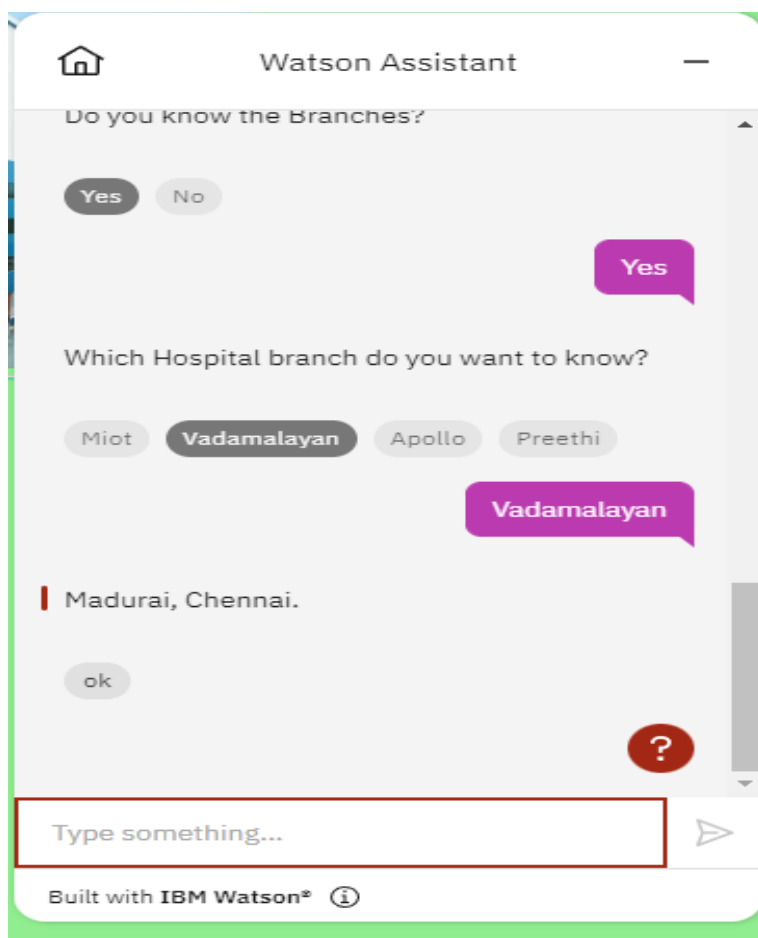 Watson Assistant
Do you know the Branches?
Yes No
Yes
Which Hospital branch do you want to know?
Miot Vadamalayan Apollo Preethi
Vadamalayan
Madurai, Chennai.
ok
?
Type something...
Built with IBM Watson®